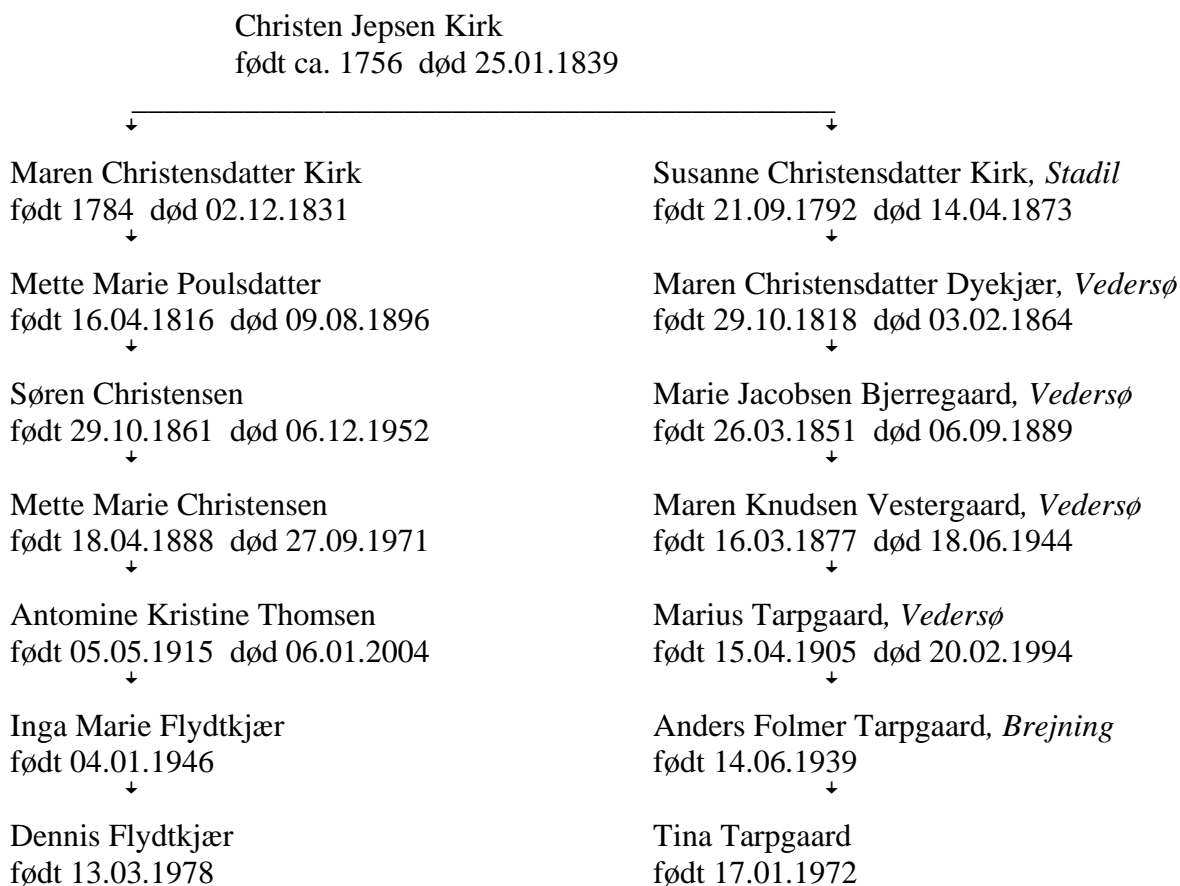 Christen Jepsen Kirk
født ca. 1756 død 25.01.1839
Maren Christensdatter Kirk
født 1784 død 02.12.1831
Susanne Christensdatter Kirk, Stadil
født 21.09.1792 død 14.04.1873
Mette Marie Poulsdatter
født 16.04.1816 død 09.08.1896
Maren Christensdatter Dyekjær, Vedersø
født 29.10.1818 død 03.02.1864
Søren Christensen
født 29.10.1861 død 06.12.1952
Marie Jacobsen Bjerregaard, Vedersø
født 26.03.1851 død 06.09.1889
Mette Marie Christensen
født 18.04.1888 død 27.09.1971
Maren Knudsen Vestergaard, Vedersø
født 16.03.1877 død 18.06.1944
Antomine Kristine Thomsen
født 05.05.1915 død 06.01.2004
Marius Tarpgaard, Vedersø
født 15.04.1905 død 20.02.1994
Inga Marie Flydtkjær
født 04.01.1946
Anders Folmer Tarpgaard, Brejning
født 14.06.1939
Dennis Flydtkjær
født 13.03.1978
Tina Tarpgaard
født 17.01.1972